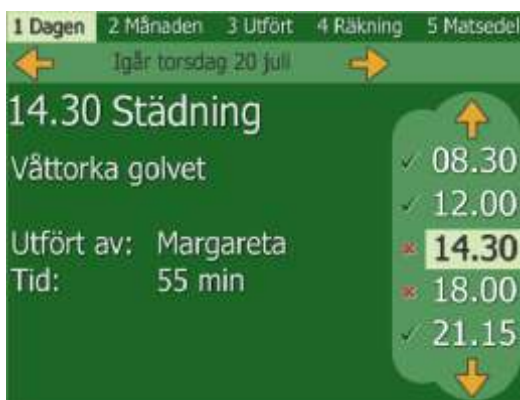 1 Dagen 2 Månaden 3 Utfört 4 Räkning 5 Matsedel
Igår torsdag 20 juli
14.30 Städning
Våttorka golvet
Utfört av: Margareta
Tid: 55 min
08.30
12.00
14.30
18.00
21.15